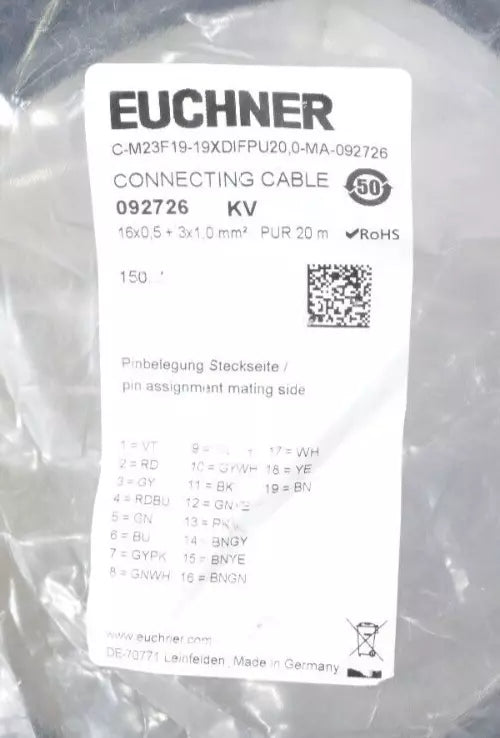 EUCHNER
C-M23F19-19XDIFPU20,0-MA-092726
CONNECTING CABLE 50
092726 KV
16x0,5 + 3x1.0 mm² PUR 20 m ✔RoHS
Pinbelegung Steckseite /
pin assignment mating side
1 = VT 9 = 17 = WH
2 = RD 10 = GYWH 18 = YE
3 = GY 11 = BK 19 = BN
4 = RDBU 12 =
5 = GN 13 =
6 = BU 14 = BNGY
7 = GYPK 15 = BNYE
8 = GNWH 16 = BNGN
www.euchner.com
DE-70771 Leinfelden, Made in Germany